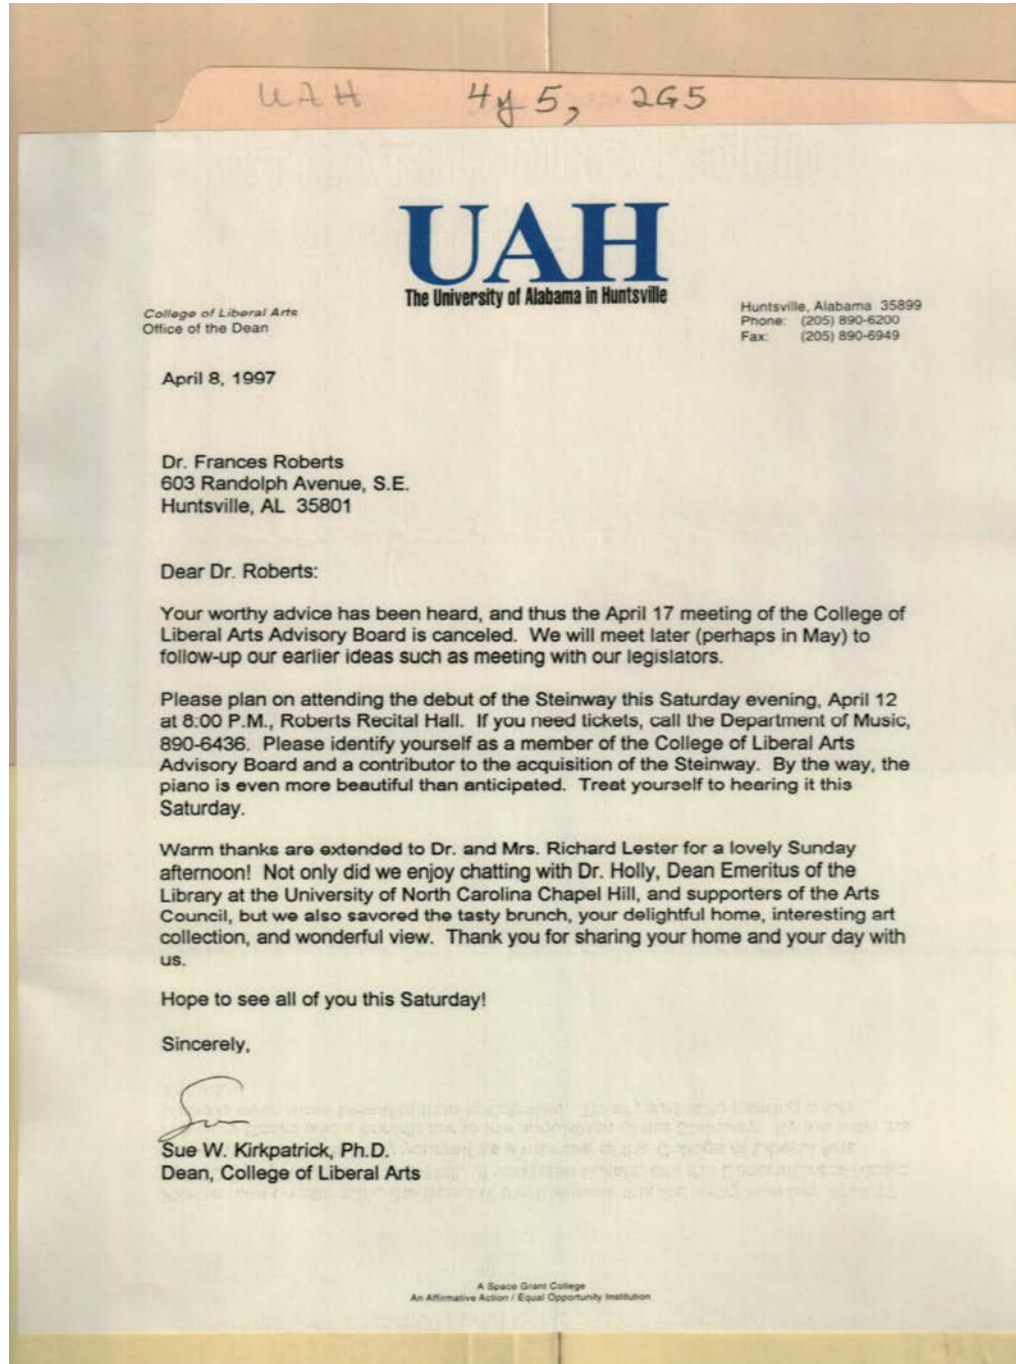 UAH 4y5, 2G5
UAH
The University of Alabama in Huntsville
College of Liberal Arts
Office of the Dean
Huntsville, Alabama 35899
Phone: (205) 890-6200
Fax: (205) 890-6949
April 8, 1997
Dr. Frances Roberts
603 Randolph Avenue, S.E.
Huntsville, AL 35801
Dear Dr. Roberts:
Your worthy advice has been heard, and thus the April 17 meeting of the College of
Liberal Arts Advisory Board is canceled. We will meet later (perhaps in May) to
follow-up our earlier ideas such as meeting with our legislators.
Please plan on attending the debut of the Steinway this Saturday evening, April 12
at 8:00 P.M., Roberts Recital Hall. If you need tickets, call the Department of Music,
890-6436. Please identify yourself as a member of the College of Liberal Arts
Advisory Board and a contributor to the acquisition of the Steinway. By the way, the
piano is even more beautiful than anticipated. Treat yourself to hearing it this
Saturday.
Warm thanks are extended to Dr. and Mrs. Richard Lester for a lovely Sunday
afternoon! Not only did we enjoy chatting with Dr. Holly, Dean Emeritus of the
Library at the University of North Carolina Chapel Hill, and supporters of the Arts
Council, but we also savored the tasty brunch, your delightful home, interesting art
collection, and wonderful view. Thank you for sharing your home and your day with
us.
Hope to see all of you this Saturday!
Sincerely,
Sue
Sue W. Kirkpatrick, Ph.D.
Dean, College of Liberal Arts
A Space Grant College
An Affirmative Action / Equal Opportunity Institution